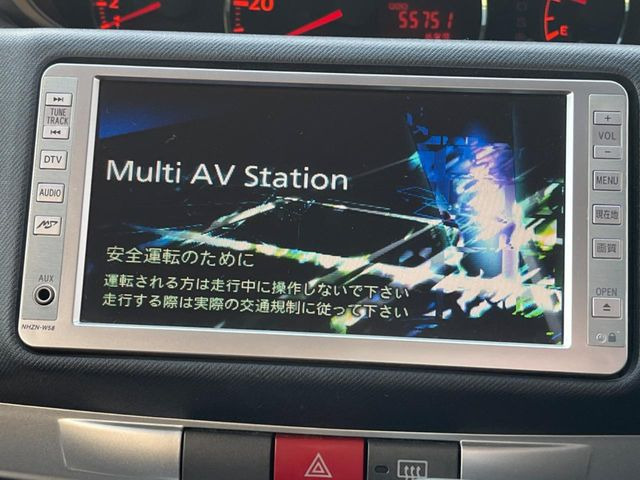 20
55751
E
TUNE
TRACK
DTV
AUDIO
AUX
NHZN-W58
Multi AV Station
安全運転のために
運転される方は走行中に操作しないで下さい
走行する際は実際の交通規制に従って下さい
+
VOL
−
MENU
現在地
画質
OPEN